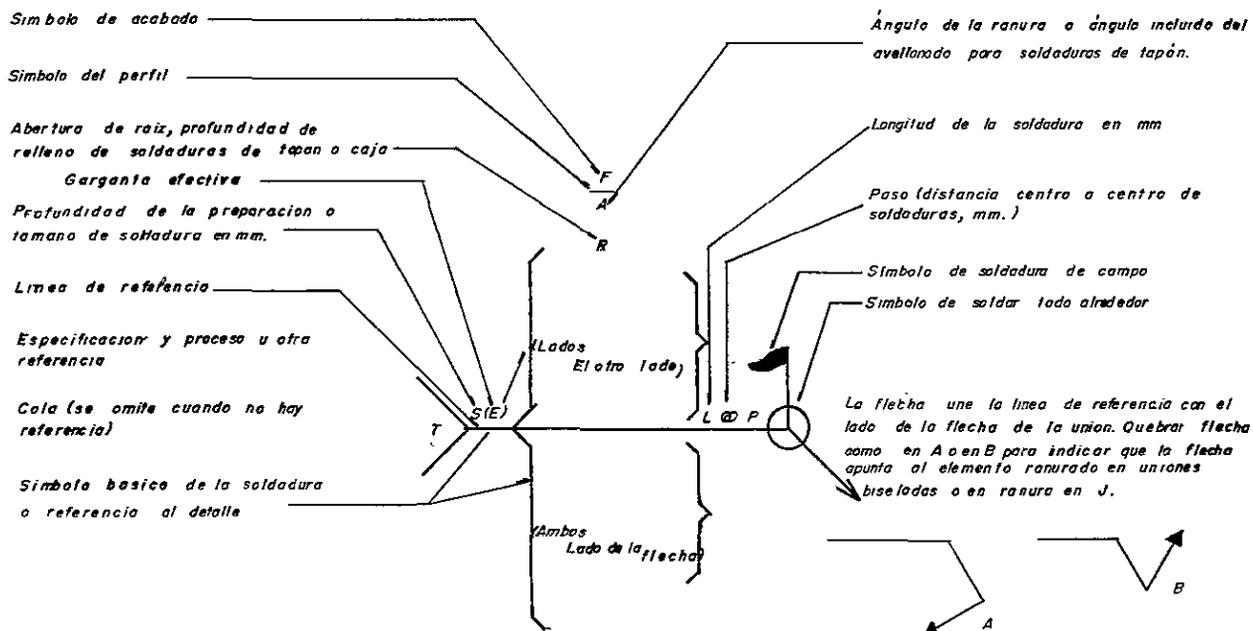 Simbolo de acabado
Simbolo del perfil
Abertura de raiz, profundidad de
relleno de soldaduras de tapan o caja
Garganta efectiva
Profundidad de la preparacion o
tamano de soldadura en mm.
Linea de referencia
Especificacion y proceso u otra
referencia
Cola (se omite cuando no hay
referencia)
Simbolo basico de la soldadura
o referencia al detalle
Ángulo de la ranura o ángulo incluido del
avellanado para soldaduras de tapón.
Longitud de la soldadura en mm
Paso (distancia centro a centro de
soldaduras, mm.)
Símbolo de soldadura de campo
Simbolo de soldar todo alrededor
F
A
R
(Lados
El otro lado)
T
S(E)
L @ P
(Ambos
Lado de la flecha)
La flecha une la linea de referencia con el
lado de la flecha de la union. Quebrar flecha
como en A o en B para indicar que la flecha
apunta al elemento ranurado en uniones
biseladas o en ranura en J.
A
B